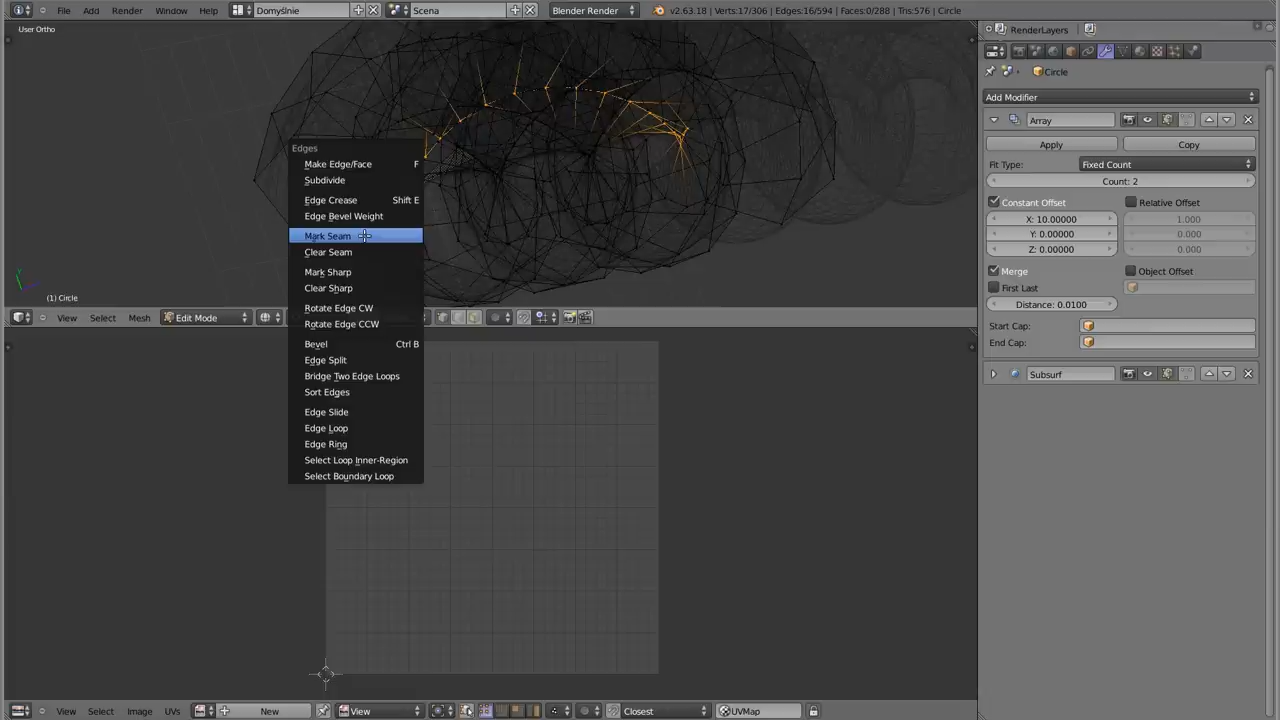 File Add Render Window Help Domyślnie Scena Blender Render v2.63.18 | Verts:17/306 | Edges:16/594 | Faces:0/288 | Tris:576 | Circle
User Ortho
(1) Circle
View Select Mesh Edit Mode
Edges
Make Edge/Face F
Subdivide
Edge Crease Shift E
Edge Bevel Weight
Mark Seam
Clear Seam
Mark Sharp
Clear Sharp
Rotate Edge CW
Rotate Edge CCW
Bevel Ctrl B
Edge Split
Bridge Two Edge Loops
Sort Edges
Edge Slide
Edge Loop
Edge Ring
Select Loop Inner-Region
Select Boundary Loop
View Select Image UVs New View Closest UVMap
RenderLayers
Circle
Add Modifier
Array
Apply Copy
Fit Type: Fixed Count
Count: 2
Constant Offset Relative Offset
X: 10.00000 1.000
Y: 0.00000 0.000
Z: 0.00000 0.000
Merge Object Offset
First Last
Distance: 0.0100
Start Cap:
End Cap:
Subsurf